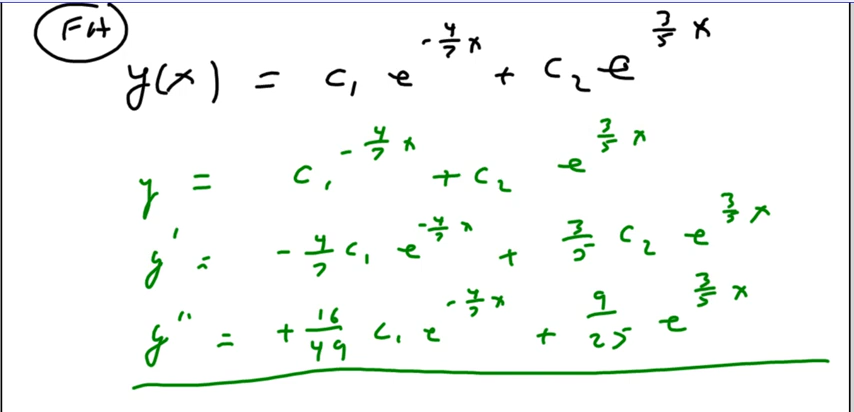 FH
y(x) = c₁ e^{-4/7 x} + c₂ e^{3/5 x}
y = c₁^{-4/7 x} + c₂ e^{3/5 x}
y' = -4/7 c₁ e^{-4/7 x} + 3/5 c₂ e^{3/5 x}
y'' = +16/49 c₁ e^{-4/7 x} + 9/25 e^{3/5 x}